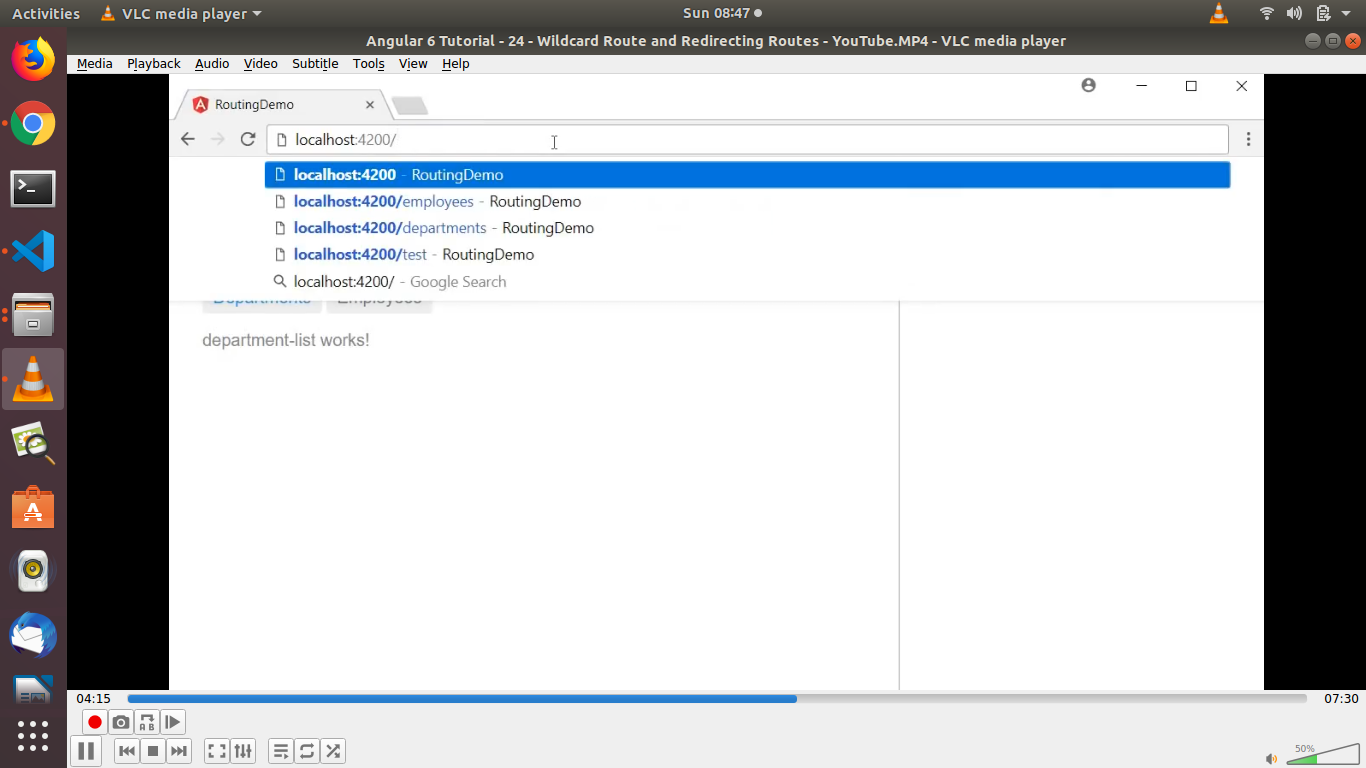 Activities VLC media player Sun 08:47
Angular 6 Tutorial - 24 - Wildcard Route and Redirecting Routes - YouTube.MP4 - VLC media player
Media Playback Audio Video Subtitle Tools View Help
RoutingDemo
localhost:4200/
localhost:4200 - RoutingDemo
localhost:4200/employees - RoutingDemo
localhost:4200/departments - RoutingDemo
localhost:4200/test - RoutingDemo
localhost:4200/ - Google Search
Departments Employees
department-list works!
04:15 07:30
A B
50%